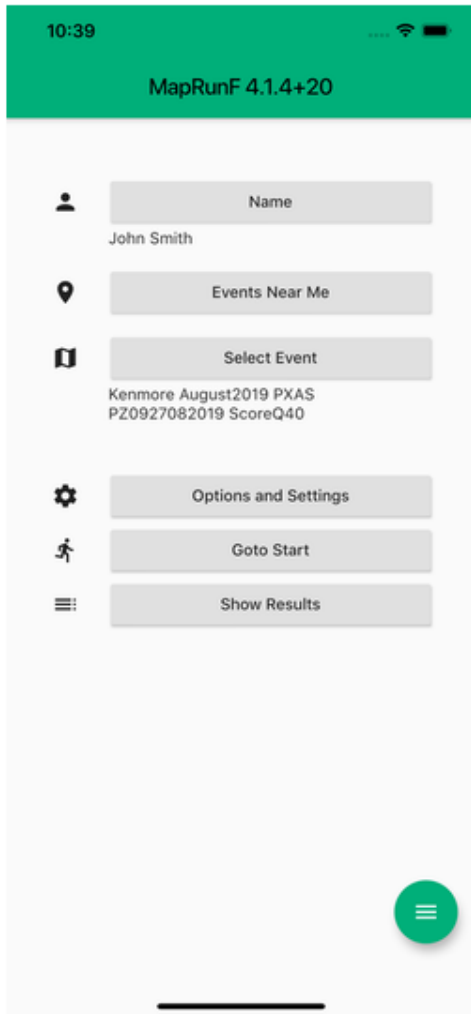 10:39
MapRunF 4.1.4+20
Name
John Smith
Events Near Me
Select Event
Kenmore August2019 PXAS
PZ0927082019 ScoreQ40
Options and Settings
Goto Start
Show Results